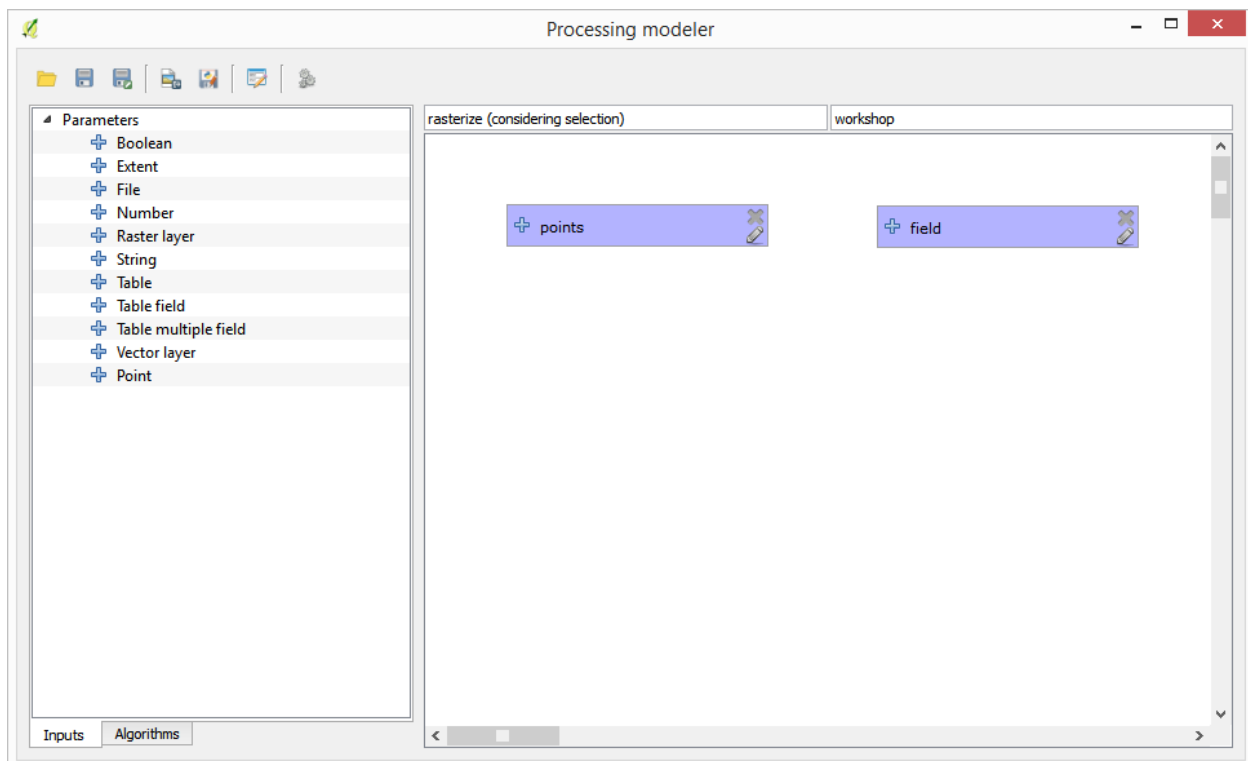 Processing modeler
Parameters
Boolean
Extent
File
Number
Raster layer
String
Table
Table field
Table multiple field
Vector layer
Point
Inputs
Algorithms
rasterize (considering selection)
workshop
points
field